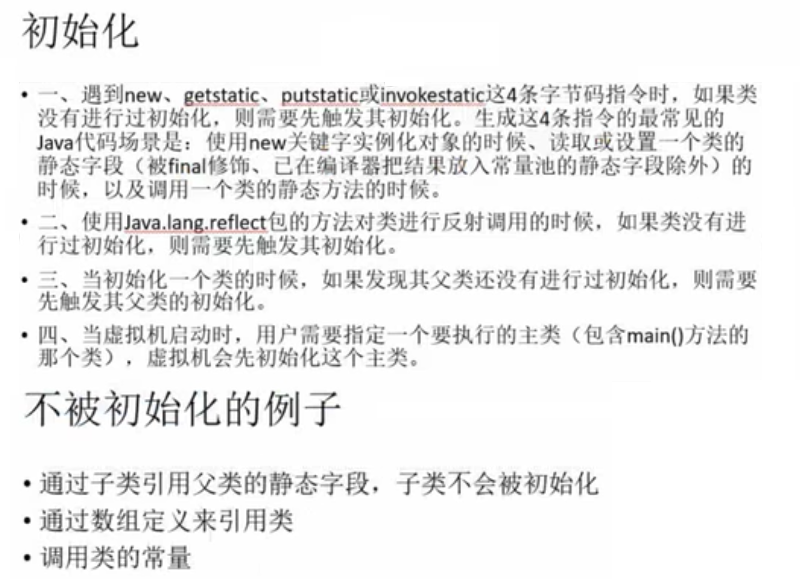 初始化
• 一、遇到new、getstatic、putstatic或invokestatic这4条字节码指令时，如果类
没有进行过初始化，则需要先触发其初始化。生成这4条指令的最常见的
Java代码场景是：使用new关键字实例化对象的时候、读取或设置一个类的
静态字段（被final修饰、已在编译器把结果放入常量池的静态字段除外）的
时候，以及调用一个类的静态方法的时候。
• 二、使用Java.lang.reflect包的方法对类进行反射调用的时候，如果类没有进
行过初始化，则需要先触发其初始化。
• 三、当初始化一个类的时候，如果发现其父类还没有进行过初始化，则需要
先触发其父类的初始化。
• 四、当虚拟机启动时，用户需要指定一个要执行的主类（包含main()方法的
那个类），虚拟机会先初始化这个主类。
不被初始化的例子
• 通过子类引用父类的静态字段，子类不会被初始化
• 通过数组定义来引用类
• 调用类的常量